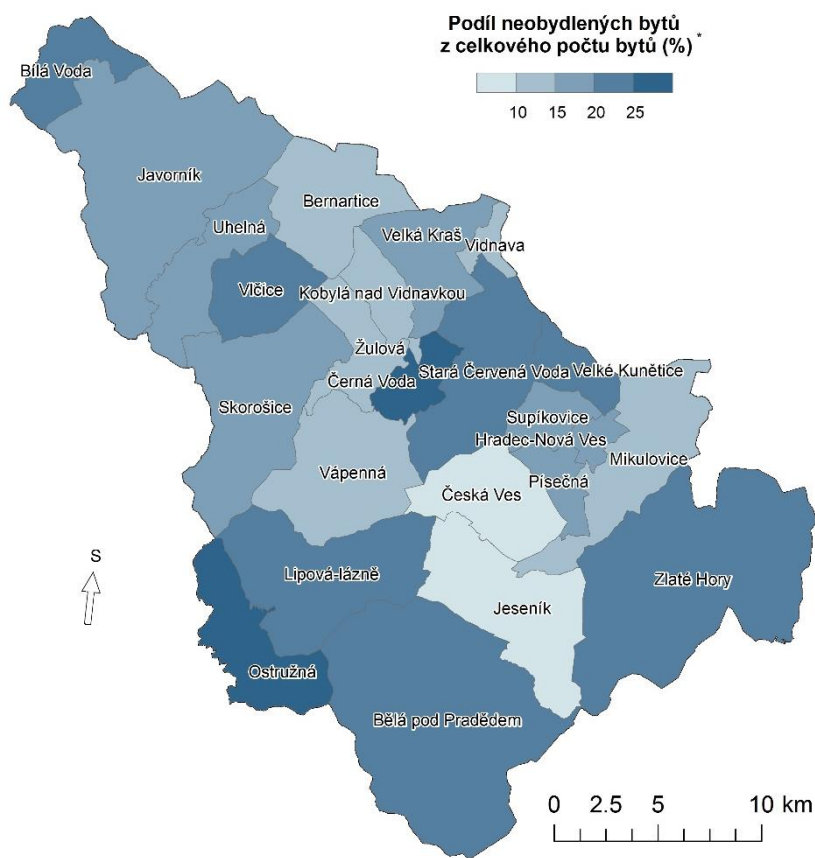 Podíl neobydlených bytů
z celkového počtu bytů (%) *
10 15 20 25
Bílá Voda
Javorník
Bernartice
Uhelná
Velká Kraš
Vidnava
Vlčice
Kobylá nad Vidnavkou
Žulová
Černá Voda
Stará Červená Voda
Velké Kunětice
Skorošice
Supíkovice
Hradec-Nová Ves
Mikulovice
Vápenná
Česká Ves
Písečná
S
Lipová-lázně
Zlaté Hory
Jeseník
Ostružná
Bělá pod Pradědem
0 2.5 5 10 km